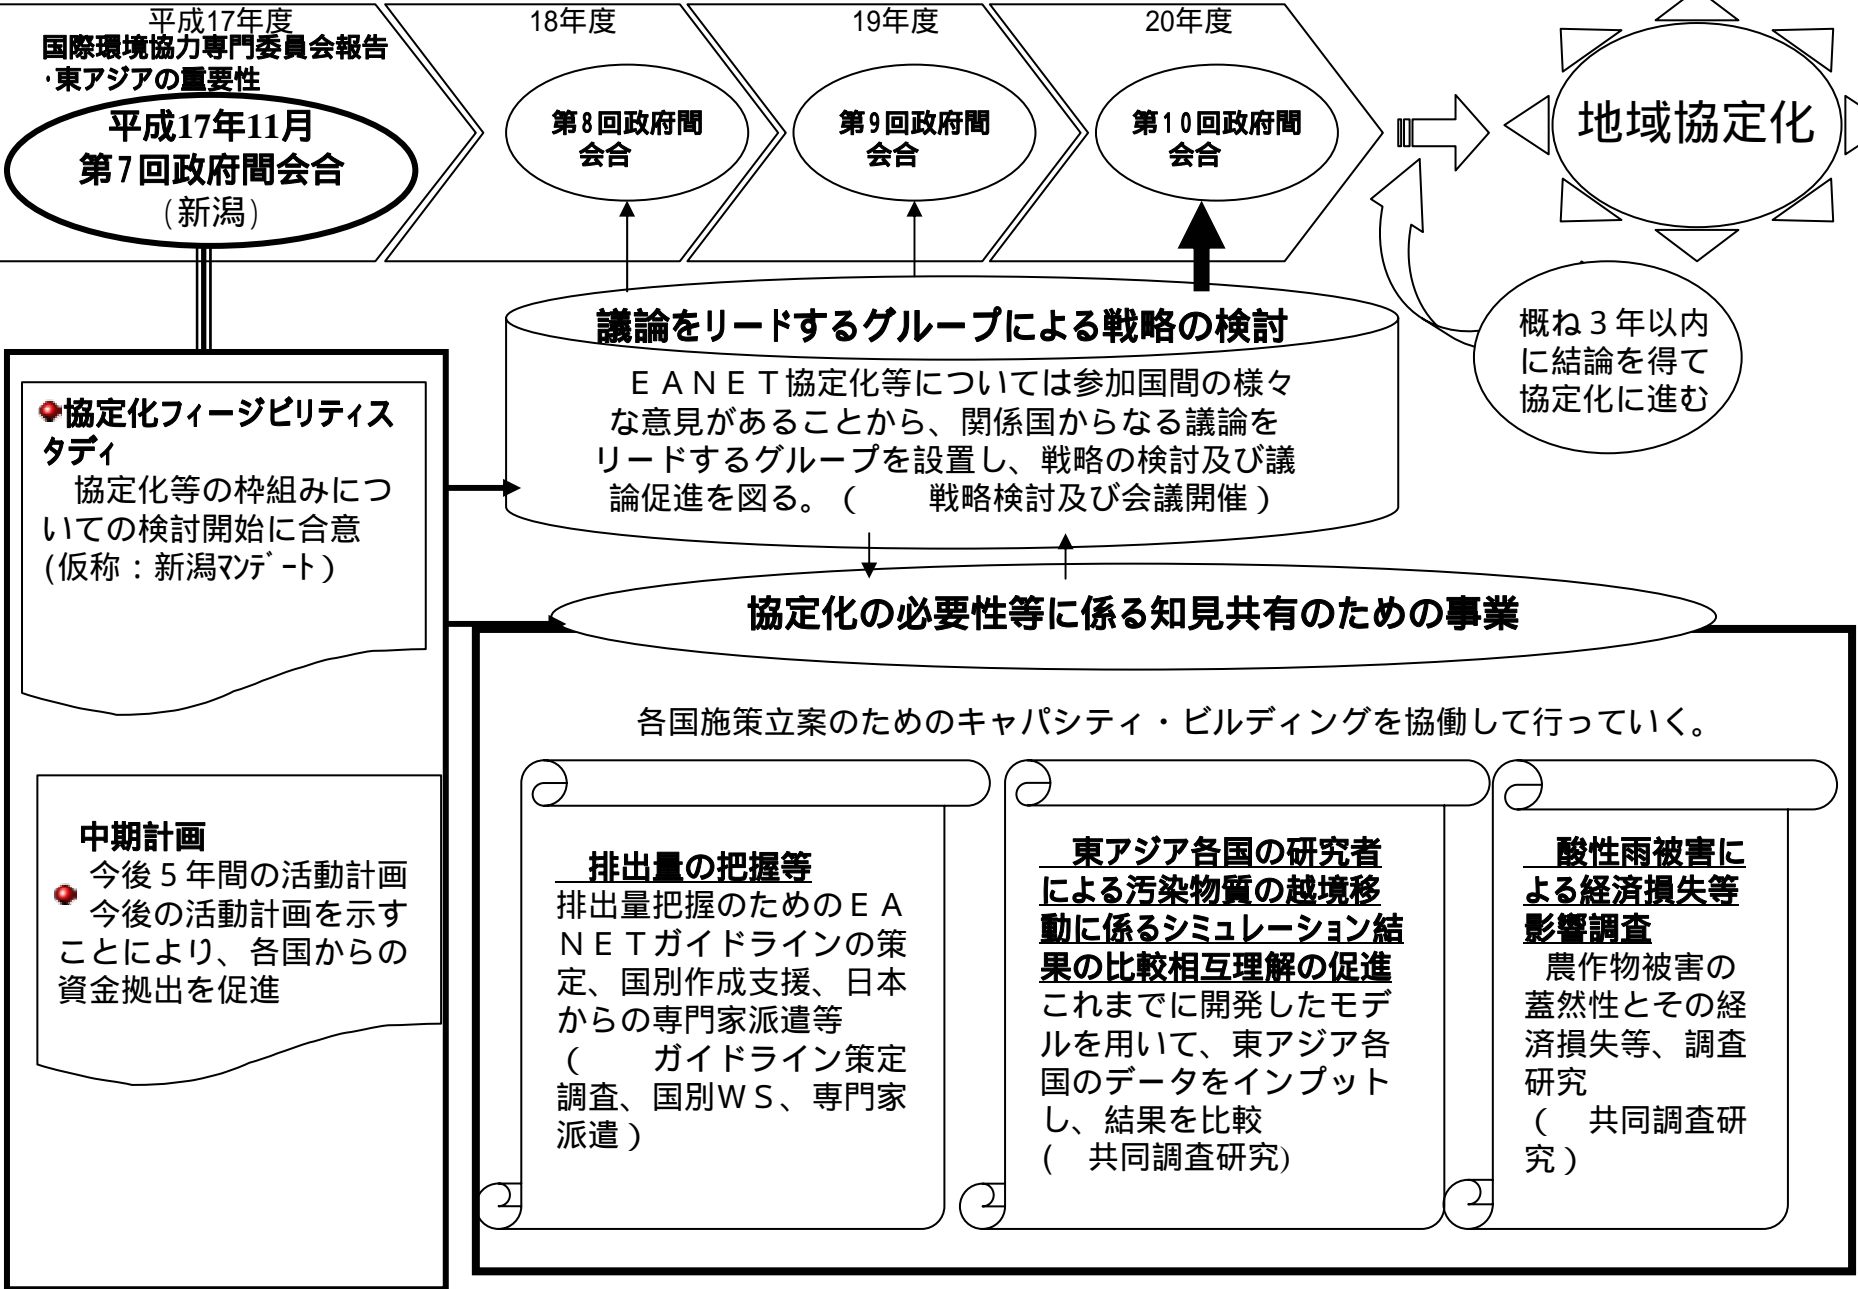 平成17年度
国際環境協力専門委員会報告
・東アジアの重要性
平成17年11月
第7回政府間会合
(新潟)
18年度
第8回政府間
会合
19年度
第9回政府間
会合
20年度
第10回政府間
会合
地域協定化
概ね３年以内
に結論を得て
協定化に進む
議論をリードするグループによる戦略の検討
ＥＡＮＥＴ協定化等については参加国間の様々
な意見があることから、関係国からなる議論を
リードするグループを設置し、戦略の検討及び議
論促進を図る。（　　戦略検討及び会議開催）
協定化フィージビリティス
タディ
協定化等の枠組みにつ
いての検討開始に合意
(仮称：新潟ﾏﾝﾃﾞｰﾄ）
中期計画
今後５年間の活動計画
今後の活動計画を示す
ことにより、各国からの
資金拠出を促進
協定化の必要性等に係る知見共有のための事業
各国施策立案のためのキャパシティ・ビルディングを協働して行っていく。
排出量の把握等
排出量把握のためのＥＡ
ＮＥＴガイドラインの策
定、国別作成支援、日本
からの専門家派遣等
（　　ガイドライン策定
調査、国別ＷＳ、専門家
派遣）
東アジア各国の研究者
による汚染物質の越境移
動に係るシミュレーション結
果の比較相互理解の促進
これまでに開発したモデ
ルを用いて、東アジア各
国のデータをインプット
し、結果を比較
(　共同調査研究)
酸性雨被害に
よる経済損失等
影響調査
農作物被害の
蓋然性とその経
済損失等、調査
研究
（　共同調査研
究）